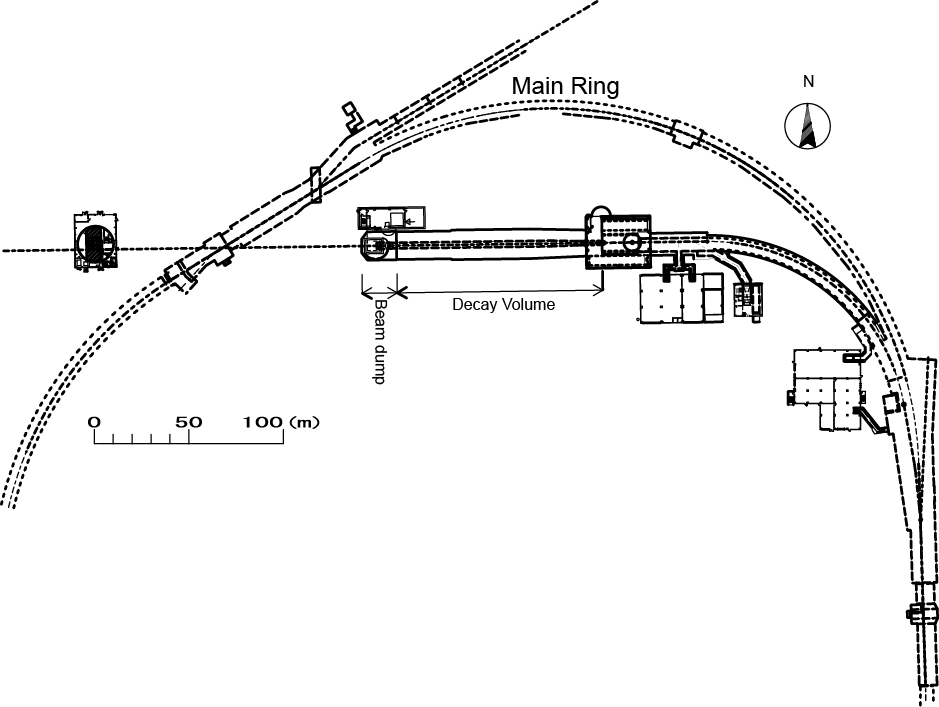 N
Main Ring
Decay Volume
Beam dump
0 50 100 (m)